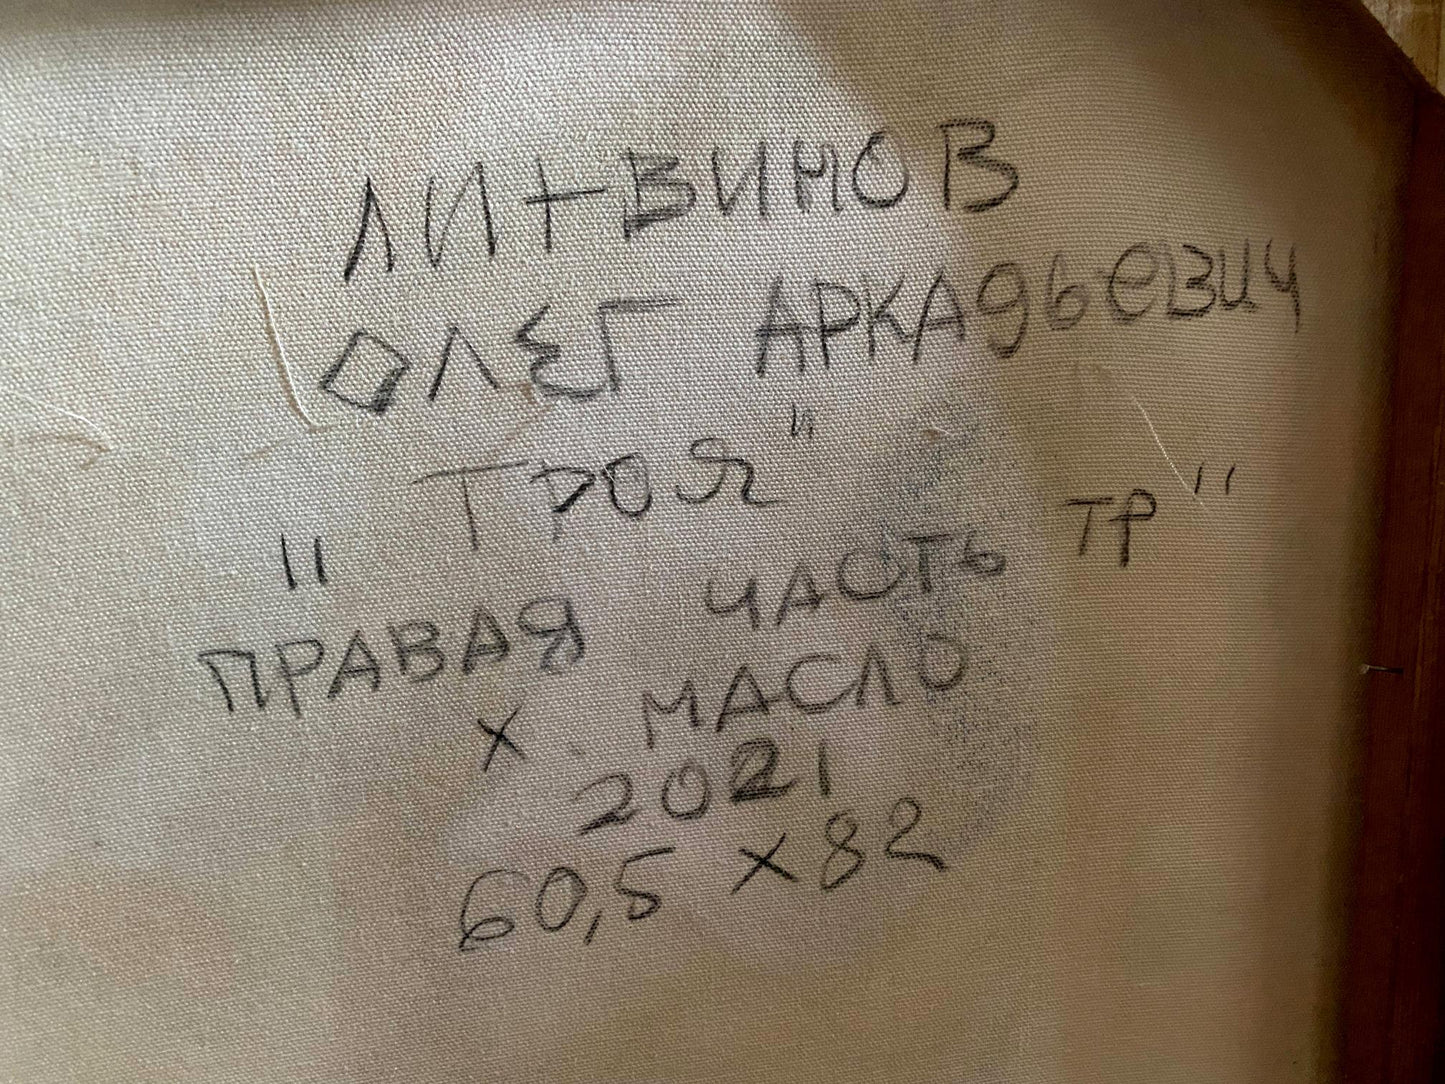 ЛИТВИНОВ
ОЛЕГ АРКАДЬЕВИЧ
"ТРОЯ"
"ПРАВАЯ ЧАСТЬ ТР"
Х. МАСЛО
2021
60,5 х 82